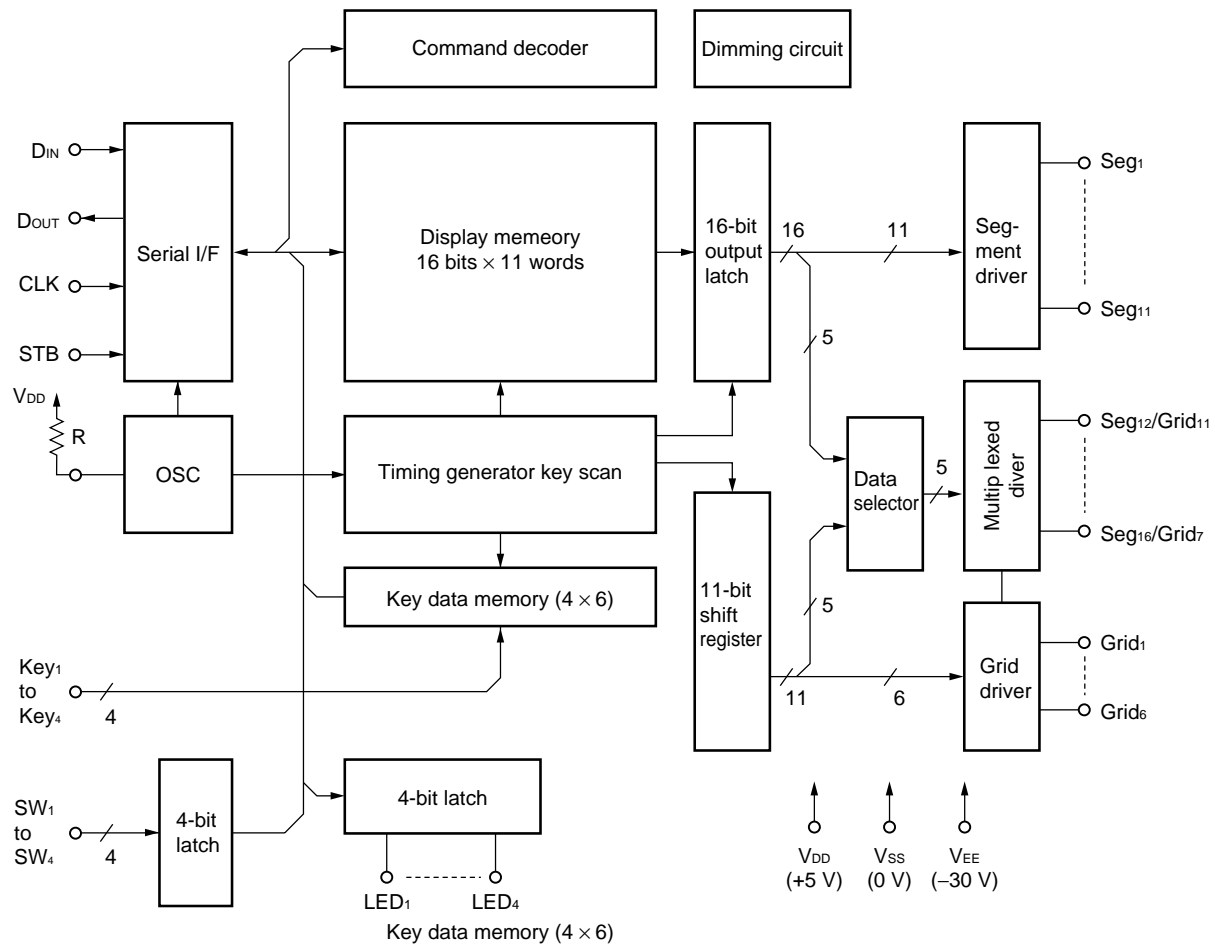 Command decoder
Dimming circuit
DIN
DOUT
CLK
STB
Serial I/F
Display memeory
16 bits × 11 words
16-bit
output
latch
16
11
5
Seg-
ment
driver
Seg1
Seg11
VDD
R
OSC
Timing generator key scan
Data
selector
5
Multip lexed
diver
Seg12/Grid11
Seg16/Grid7
Key data memory (4 × 6)
11-bit
shift
register
5
11
6
Grid
driver
Grid1
Grid6
Key1
to
Key4
4
SW1
to
SW4
4
4-bit
latch
4-bit latch
LED1
LED4
Key data memory (4 × 6)
VDD
(+5 V)
VSS
(0 V)
VEE
(−30 V)